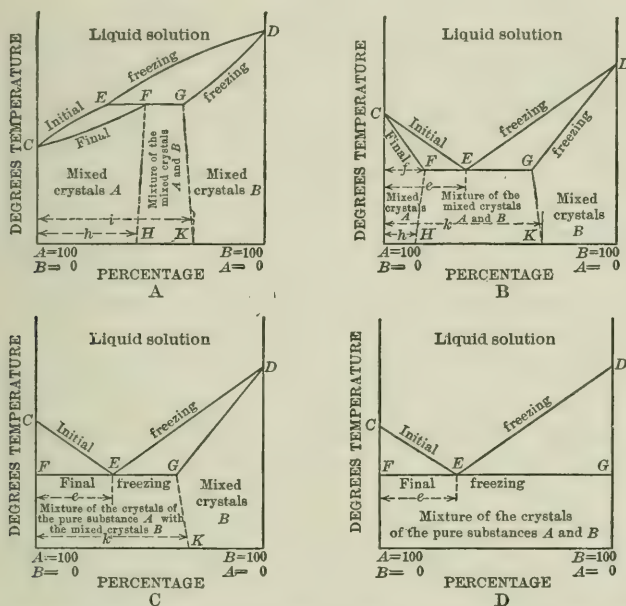 DEGREES TEMPERATURE
Liquid solution
D
Initial freezing
freezing
E
F
G
C
Final
Mixed
crystals A
Mixture of the
mixed crystals
A and B
Mixed
crystals B
i
h
H
K
A=100
B= 0
B=100
A= 0
PERCENTAGE
A
DEGREES TEMPERATURE
Liquid solution
D
C
Initial
freezing
freezing
Final
F
E
G
f
e
Mixed
crystals
A
Mixture of the
mixed crystals
A and B
Mixed
crystals
B
k
h
H
K
A=100
B= 0
B=100
A= 0
PERCENTAGE
B
DEGREES TEMPERATURE
Liquid solution
D
C
Initial
freezing
F
E
G
Final freezing
e
Mixture of the crystals of
the pure substance A with
the mixed crystals B
Mixed
crystals
B
k
K
A=100
B= 0
B=100
A= 0
PERCENTAGE
C
DEGREES TEMPERATURE
Liquid solution
D
C
Initial
freezing
F
E
G
Final freezing
e
Mixture of the crystals
of the pure substances A and B
A=100
B= 0
B=100
A= 0
PERCENTAGE
D